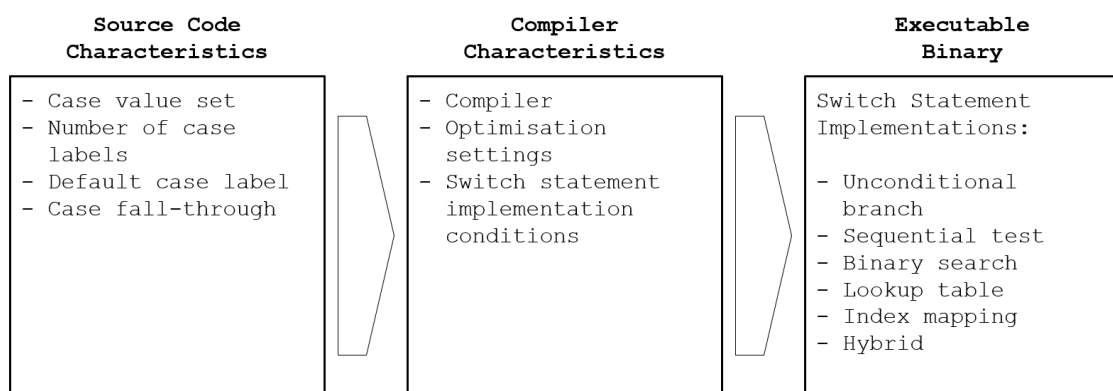 Source Code
Characteristics
- Case value set
- Number of case
labels
- Default case label
- Case fall-through
Compiler
Characteristics
- Compiler
- Optimisation
settings
- Switch statement
implementation
conditions
Executable
Binary
Switch Statement
Implementations:
- Unconditional
branch
- Sequential test
- Binary search
- Lookup table
- Index mapping
- Hybrid